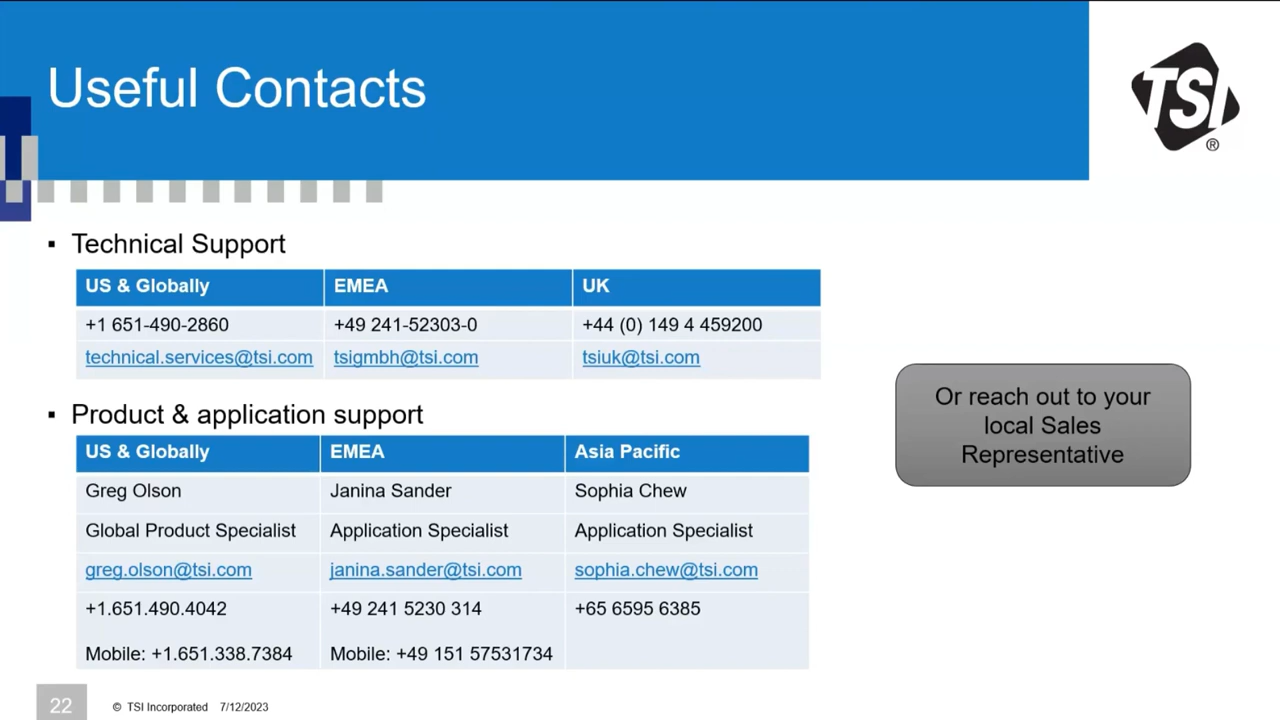 Useful Contacts
TSI
®
▪ Technical Support
US & Globally EMEA UK
+1 651-490-2860 +49 241-52303-0 +44 (0) 149 4 459200
technical.services@tsi.com tsigmbh@tsi.com tsiuk@tsi.com
Or reach out to your
local Sales
Representative
▪ Product & application support
US & Globally EMEA Asia Pacific
Greg Olson Janina Sander Sophia Chew
Global Product Specialist Application Specialist Application Specialist
greg.olson@tsi.com janina.sander@tsi.com sophia.chew@tsi.com
+1.651.490.4042 +49 241 5230 314 +65 6595 6385
Mobile: +1.651.338.7384 Mobile: +49 151 57531734
22 © TSI Incorporated 7/12/2023